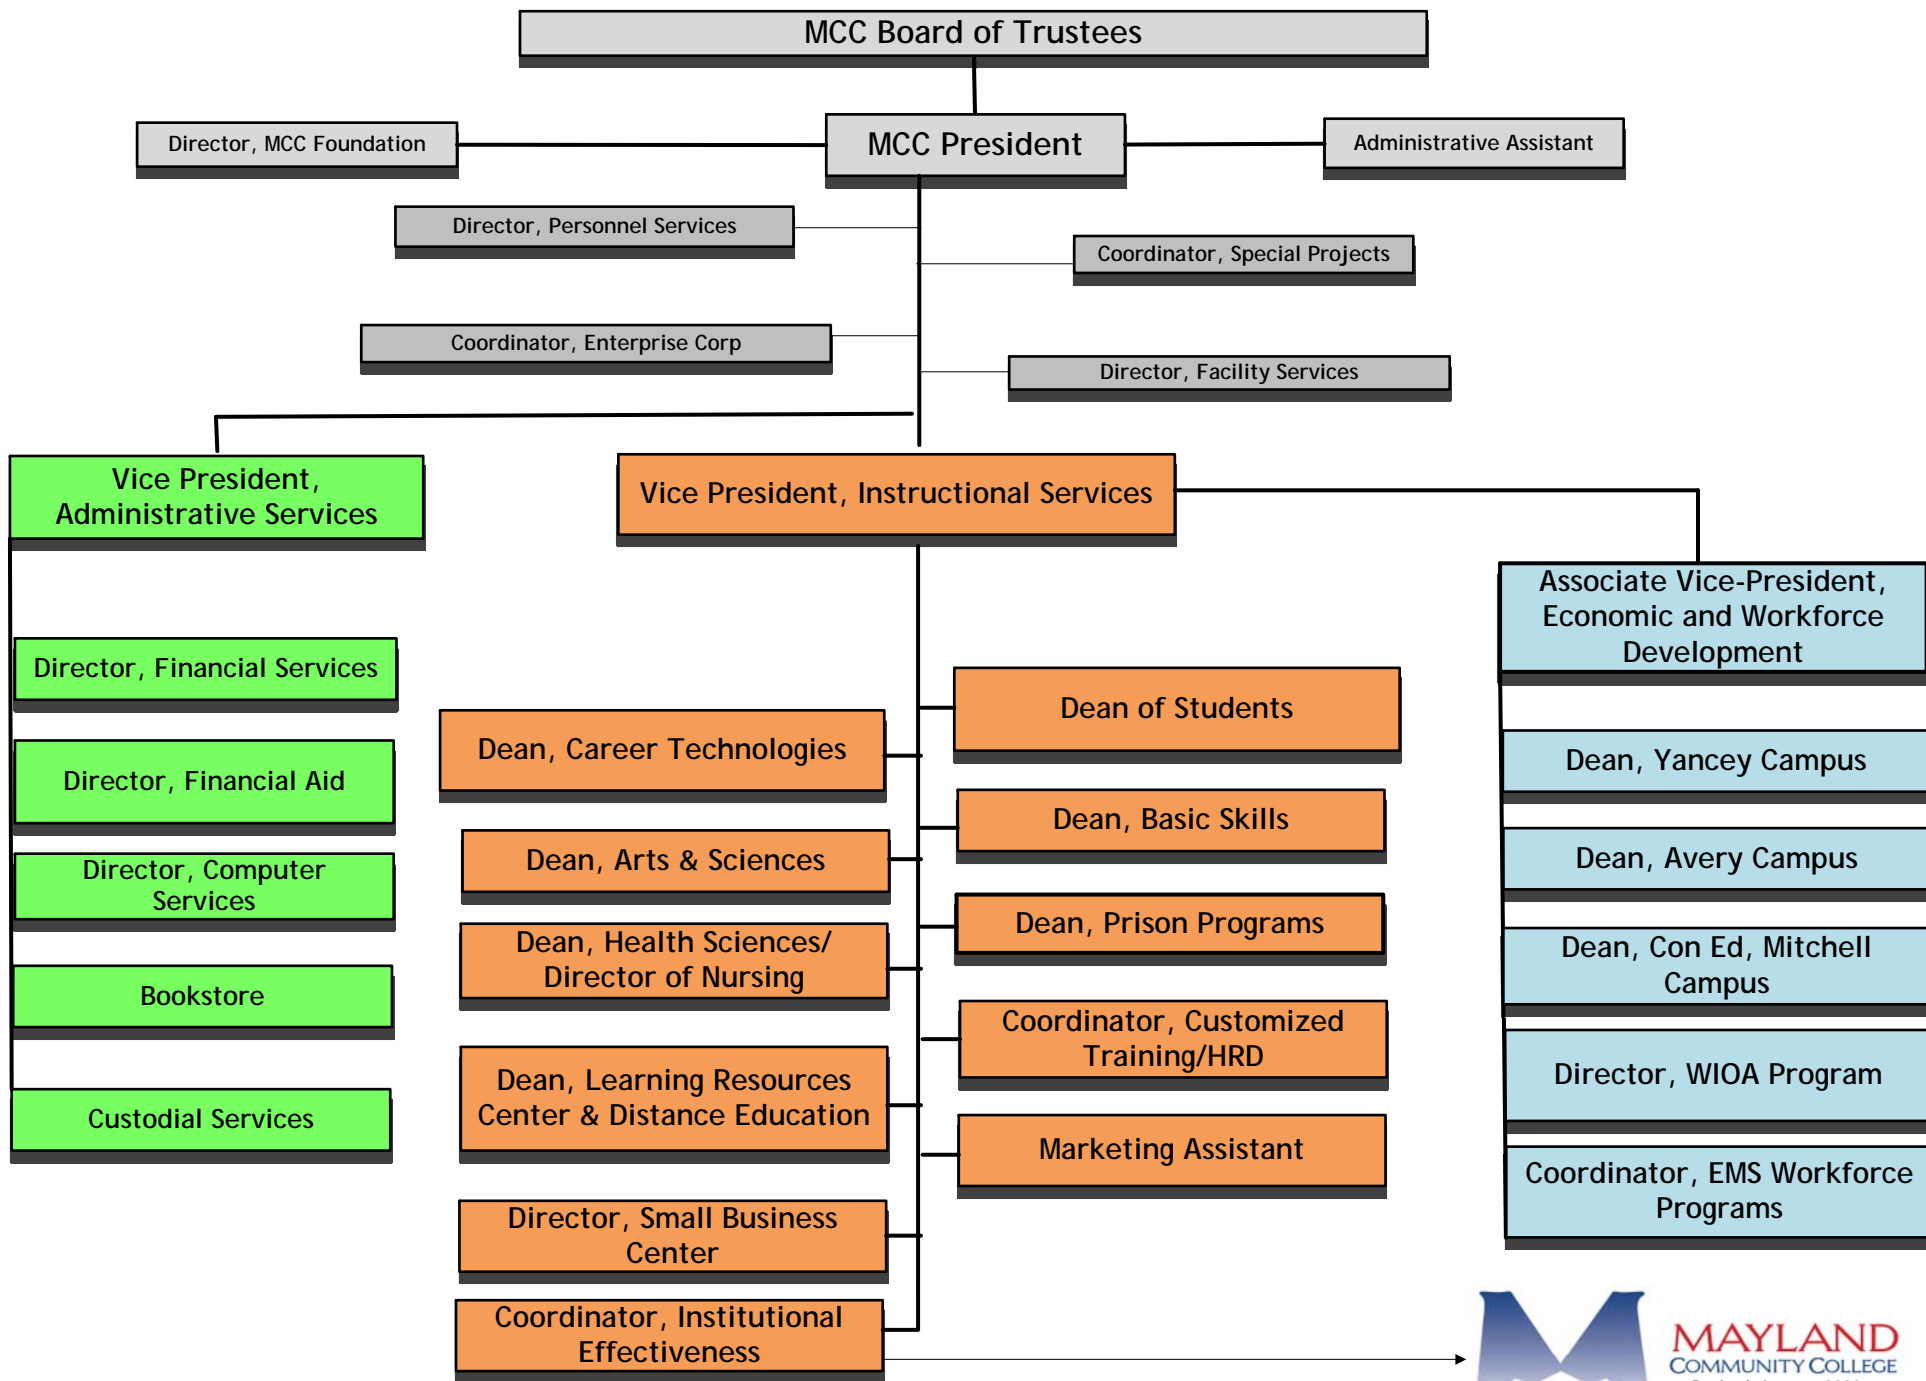 MCC Board of Trustees
Director, MCC Foundation
MCC President
Administrative Assistant
Director, Personnel Services
Coordinator, Special Projects
Coordinator, Enterprise Corp
Director, Facility Services
Vice President,
Administrative Services
Vice President, Instructional Services
Associate Vice-President,
Economic and Workforce
Development
Director, Financial Services
Director, Financial Aid
Director, Computer
Services
Bookstore
Custodial Services
Dean, Career Technologies
Dean, Arts & Sciences
Dean, Health Sciences/
Director of Nursing
Dean, Learning Resources
Center & Distance Education
Director, Small Business
Center
Coordinator, Institutional
Effectiveness
Dean of Students
Dean, Basic Skills
Dean, Prison Programs
Coordinator, Customized
Training/HRD
Marketing Assistant
Dean, Yancey Campus
Dean, Avery Campus
Dean, Con Ed, Mitchell
Campus
Director, WIOA Program
Coordinator, EMS Workforce
Programs
MAYLAND
COMMUNITY COLLEGE